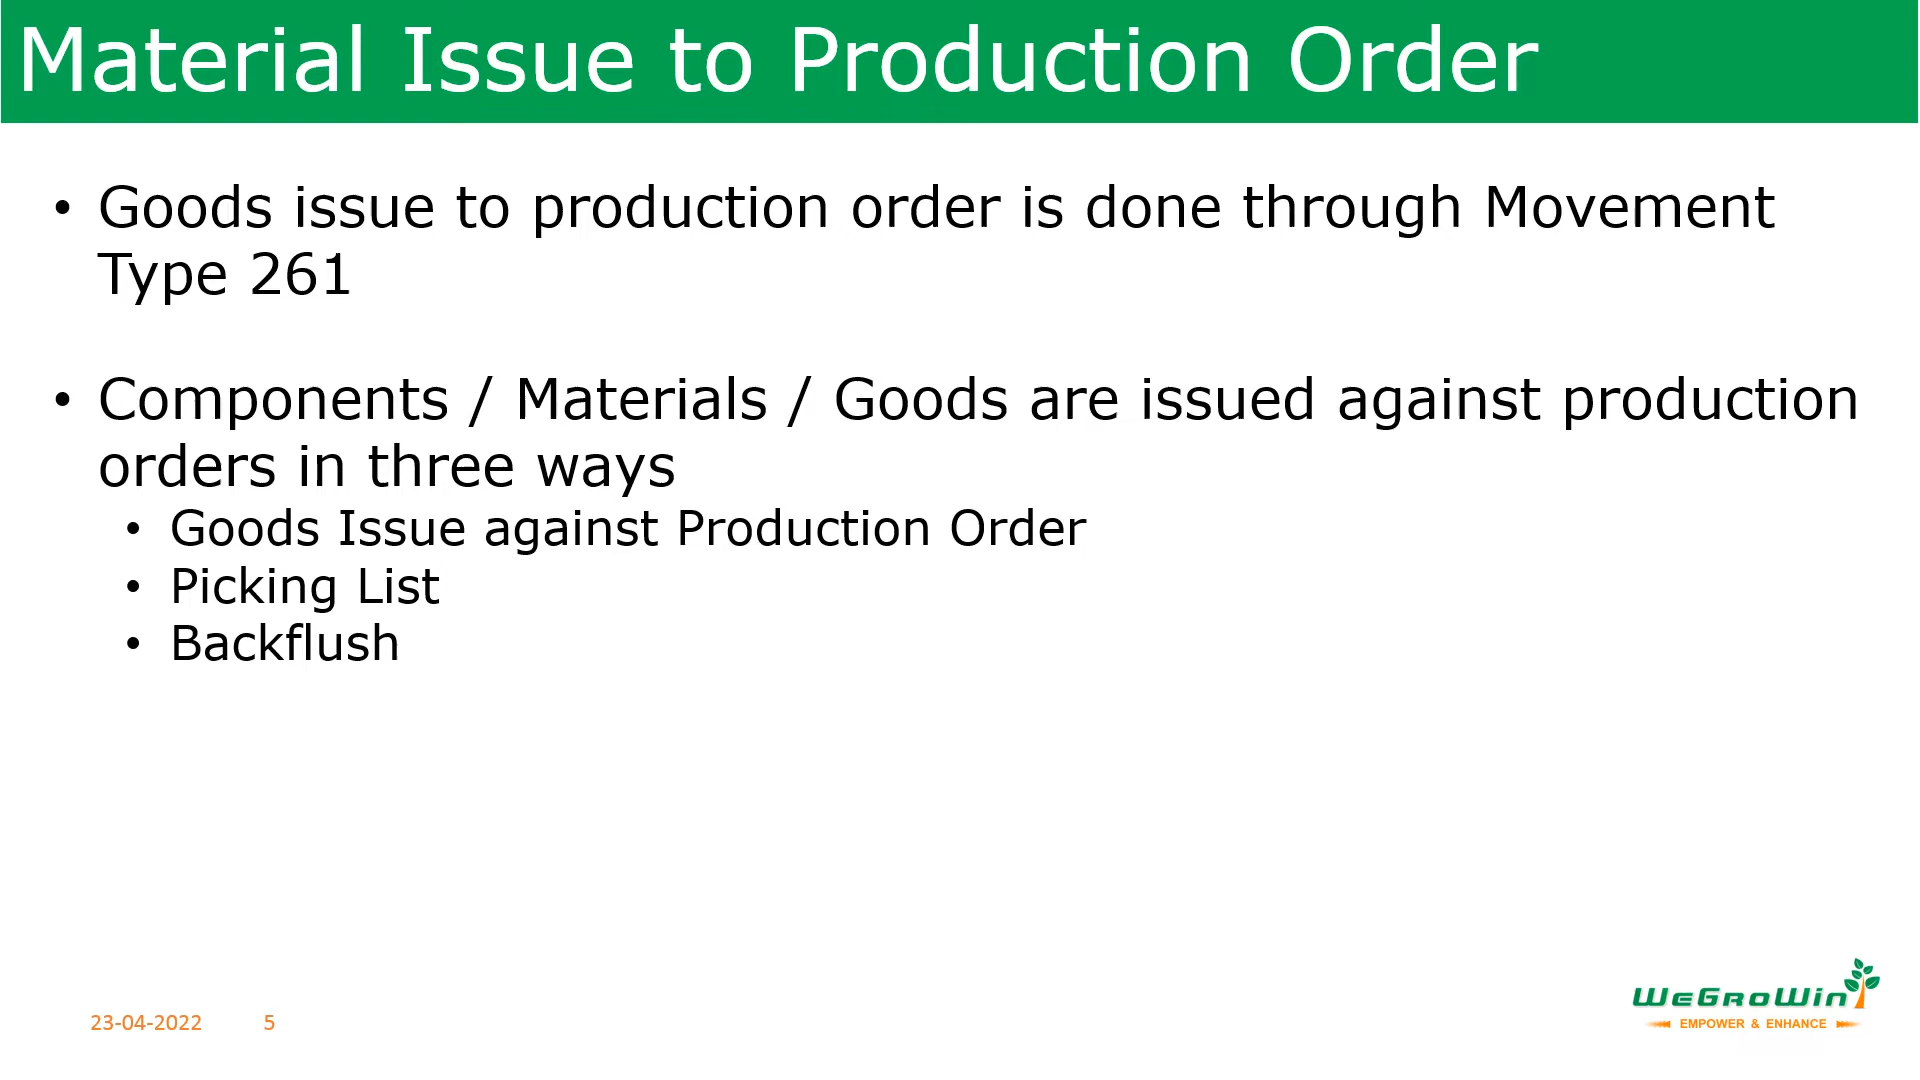 Material Issue to Production Order
• Goods issue to production order is done through Movement
Type 261
• Components / Materials / Goods are issued against production
orders in three ways
• Goods Issue against Production Order
• Picking List
• Backflush
23-04-2022 5
WeGroWin
EMPOWER & ENHANCE